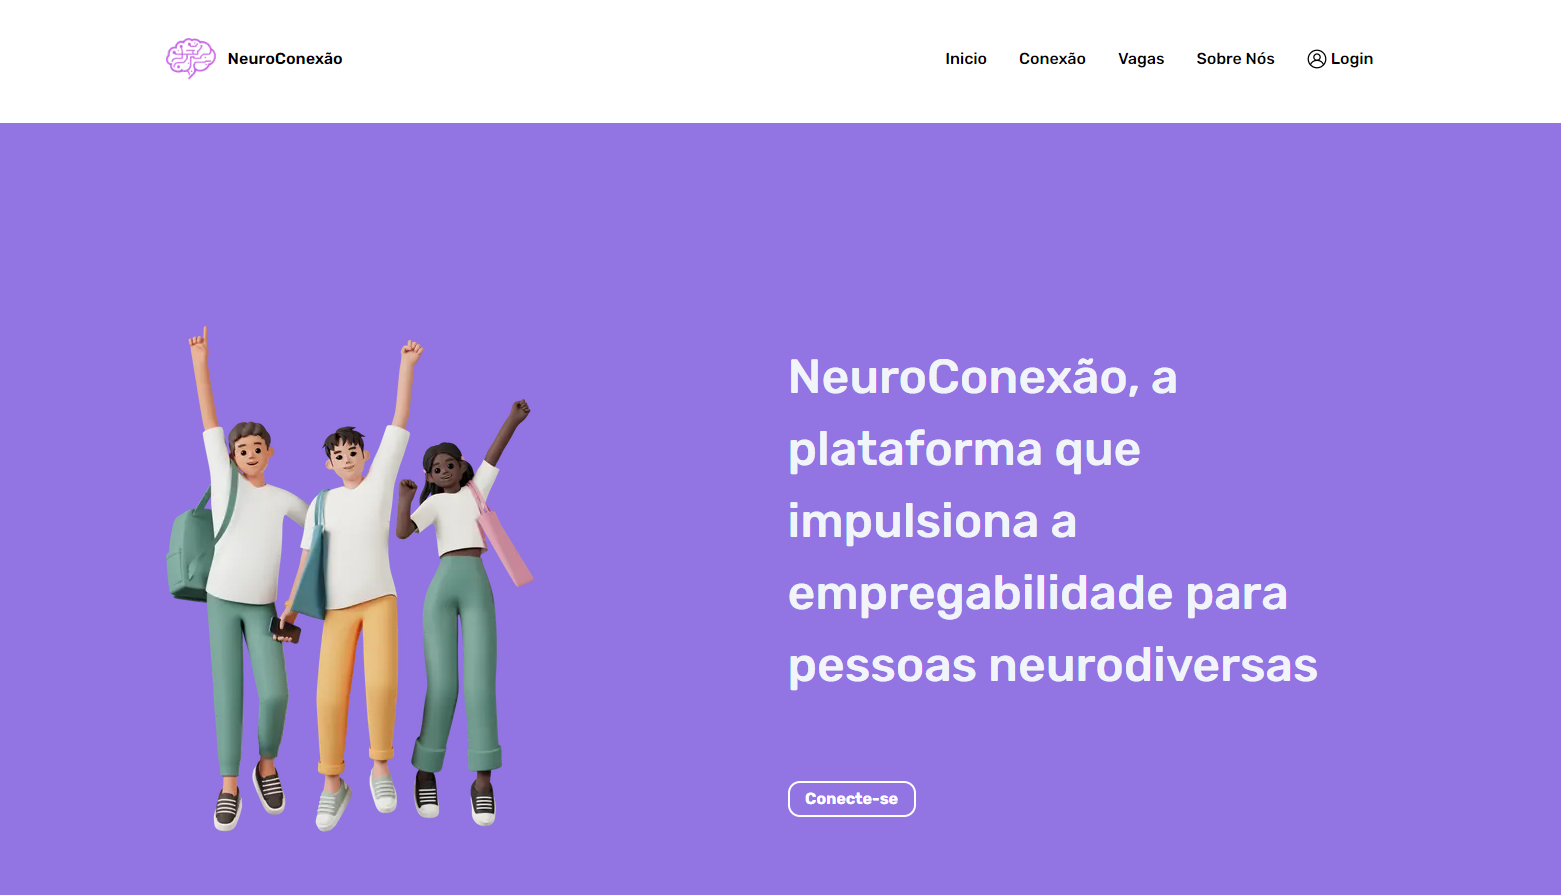 NeuroConexão
Inicio
Conexão
Vagas
Sobre Nós
Login
NeuroConexão, a
plataforma que
impulsiona a
empregabilidade para
pessoas neurodiversas
Conecte-se